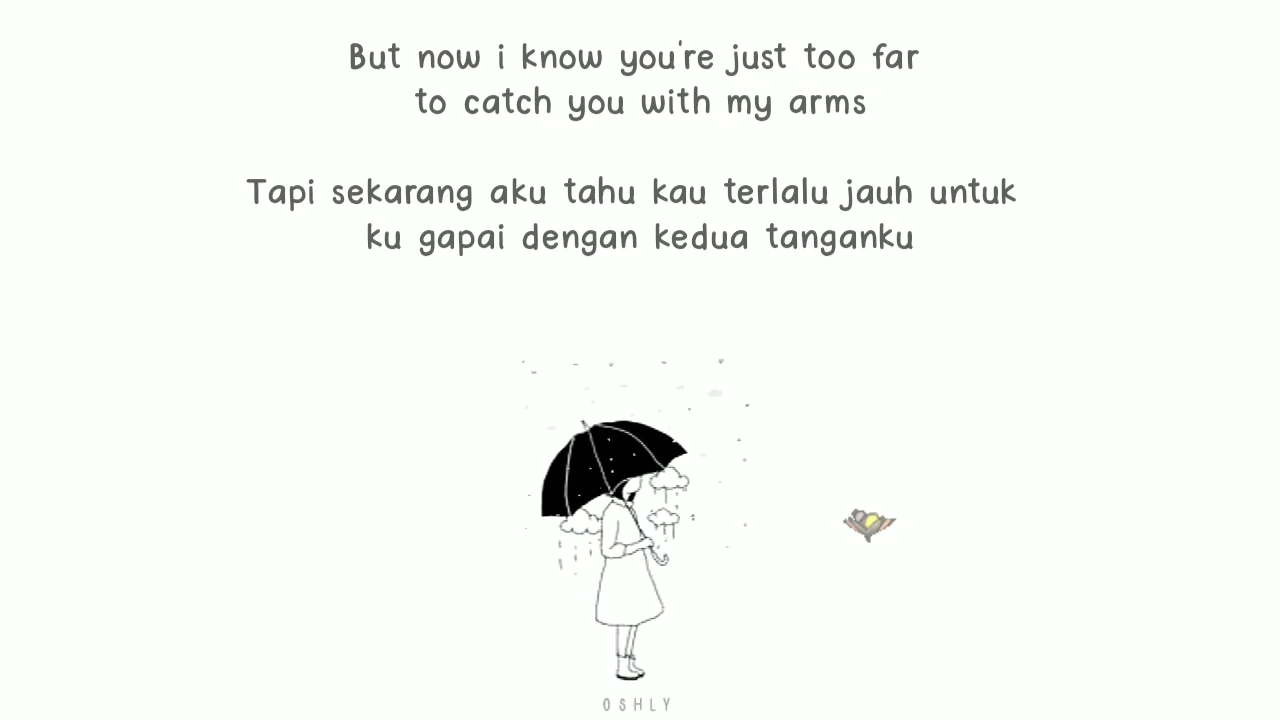 But now i know you're just too far
to catch you with my arms
Tapi sekarang aku tahu kau terlalu jauh untuk
ku gapai dengan kedua tanganku
OSHLY